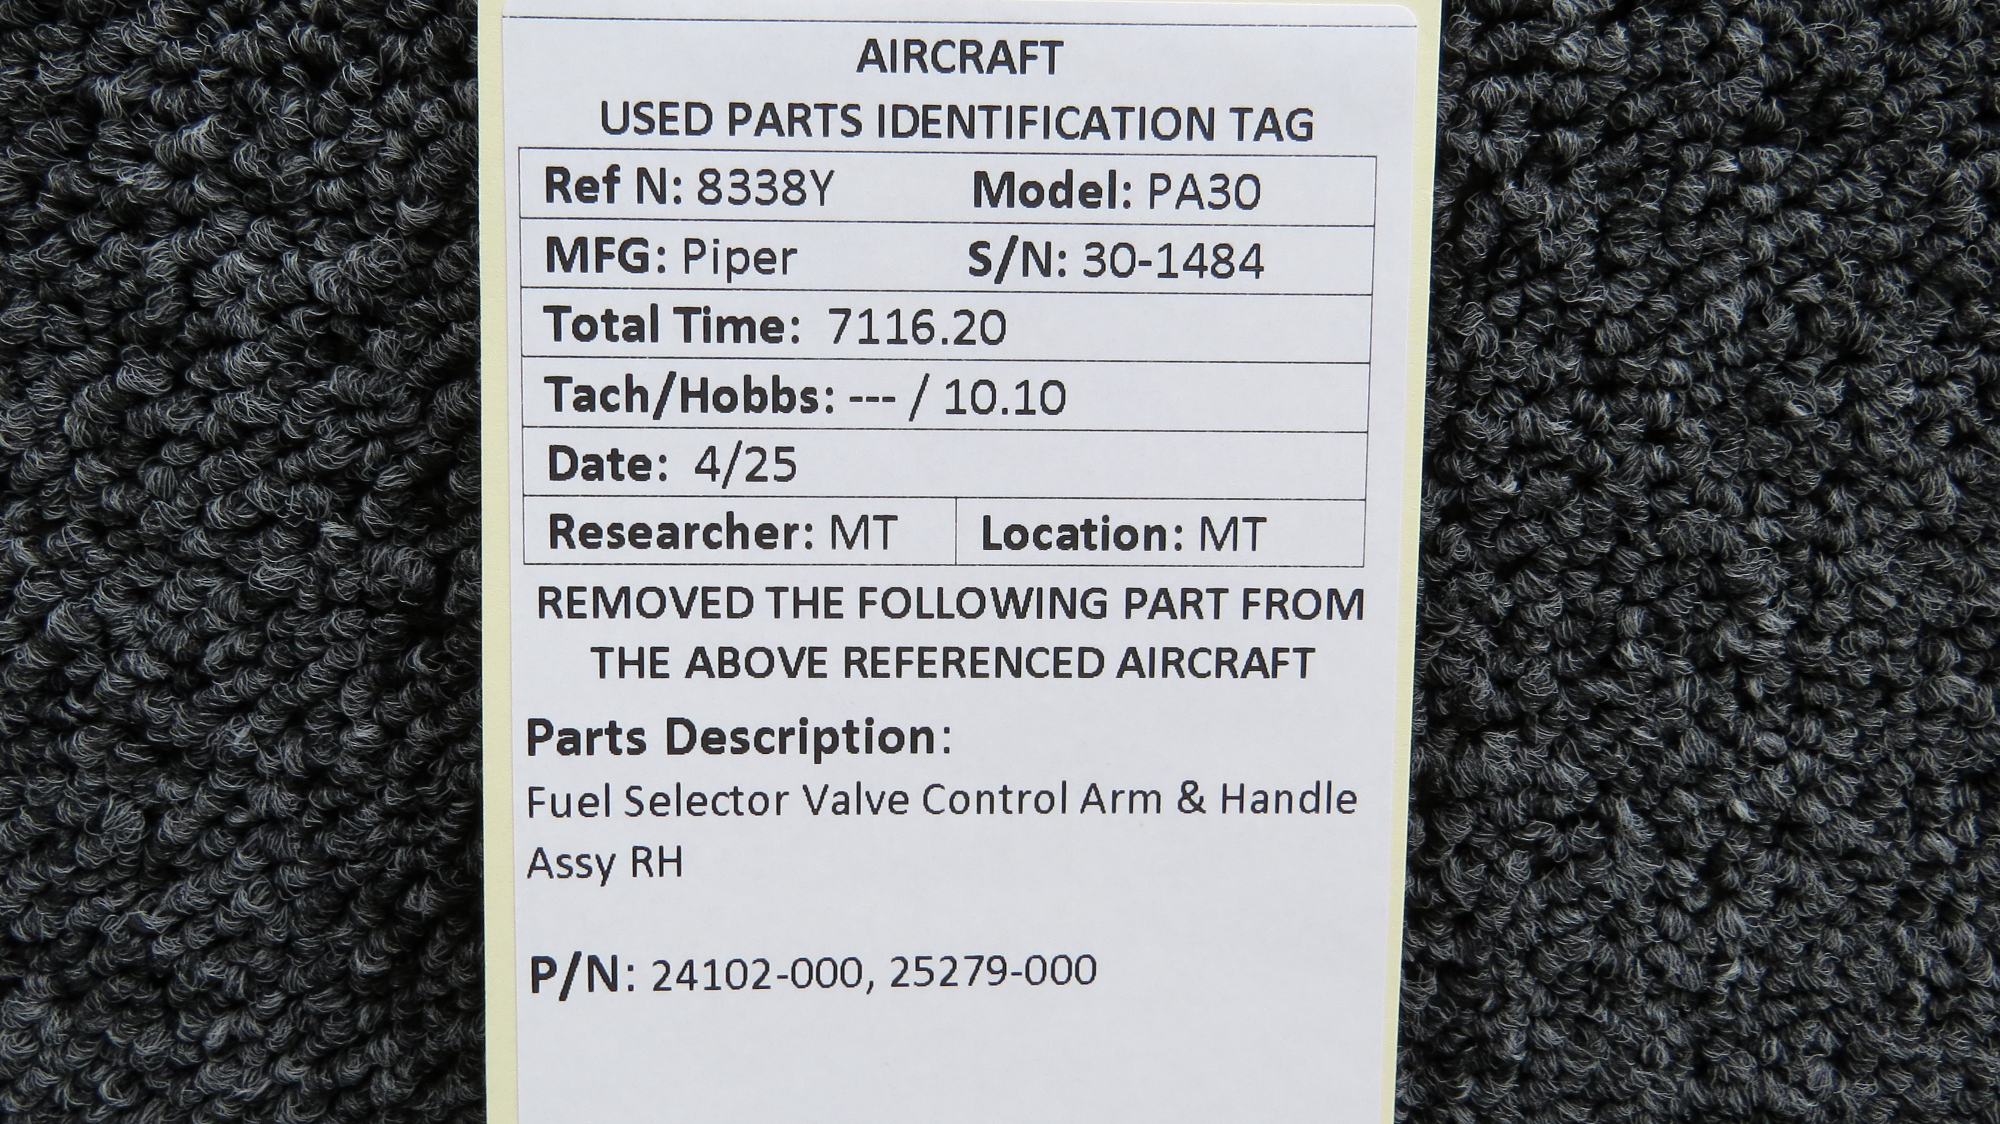 AIRCRAFT
USED PARTS IDENTIFICATION TAG
Ref N: 8338Y Model: PA30
MFG: Piper S/N: 30-1484
Total Time: 7116.20
Tach/Hobbs: --- / 10.10
Date: 4/25
Researcher: MT Location: MT
REMOVED THE FOLLOWING PART FROM
THE ABOVE REFERENCED AIRCRAFT
Parts Description:
Fuel Selector Valve Control Arm & Handle
Assy RH
P/N: 24102-000, 25279-000